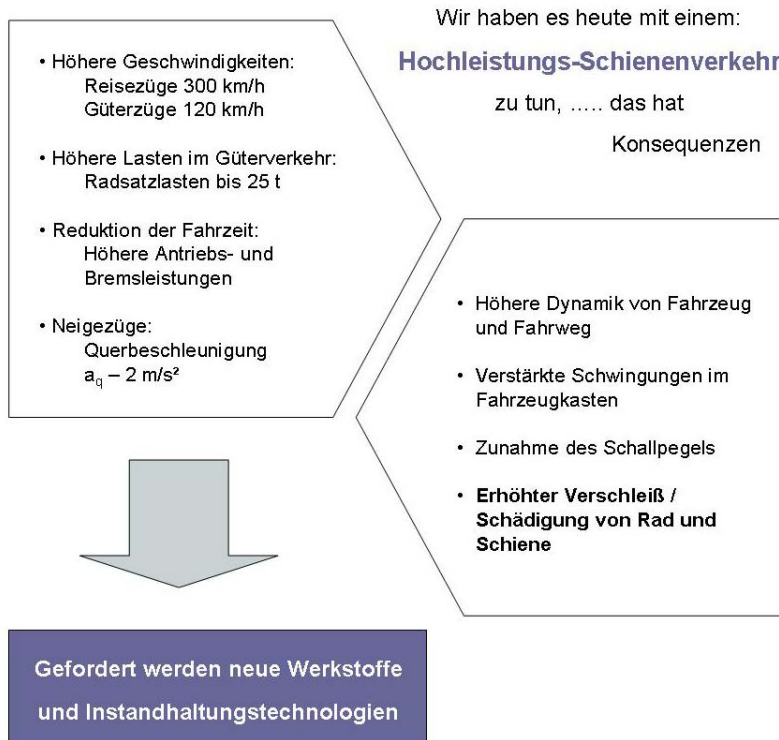 Wir haben es heute mit einem:
Hochleistungs-Schienenverkehr
zu tun, ..... das hat
Konsequenzen
• Höhere Geschwindigkeiten:
Reisezüge 300 km/h
Güterzüge 120 km/h
• Höhere Lasten im Güterverkehr:
Radsatzlasten bis 25 t
• Reduktion der Fahrzeit:
Höhere Antriebs- und
Bremsleistungen
• Neigezüge:
Querbeschleunigung
aq – 2 m/s²
• Höhere Dynamik von Fahrzeug
und Fahrweg
• Verstärkte Schwingungen im
Fahrzeugkasten
• Zunahme des Schallpegels
• Erhöhter Verschleiß /
Schädigung von Rad und
Schiene
Gefordert werden neue Werkstoffe
und Instandhaltungstechnologien